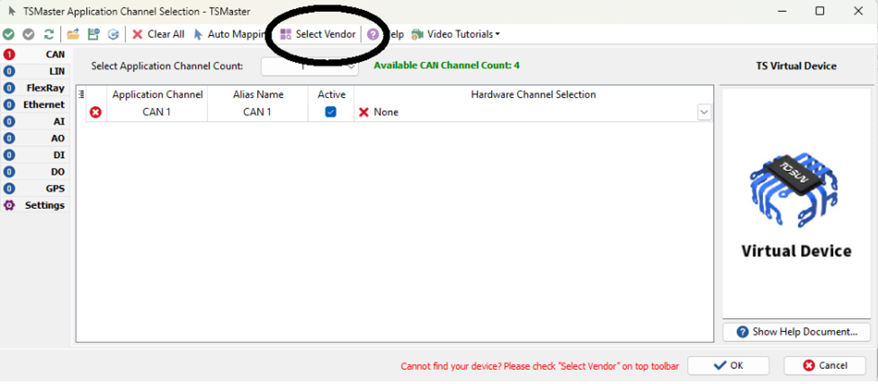 TSMaster Application Channel Selection - TSMaster
Clear All Auto Mapping Select Vendor Help Video Tutorials
1 CAN
0 LIN
0 FlexRay
0 Ethernet
0 AI
0 AO
0 DI
0 DO
0 GPS
Settings
Select Application Channel Count: 1 Available CAN Channel Count: 4
Application Channel Alias Name Active Hardware Channel Selection
CAN 1 CAN 1 None
TS Virtual Device
TOSUN
Virtual Device
Show Help Document...
Cannot find your device? Please check "Select Vendor" on top toolbar OK Cancel